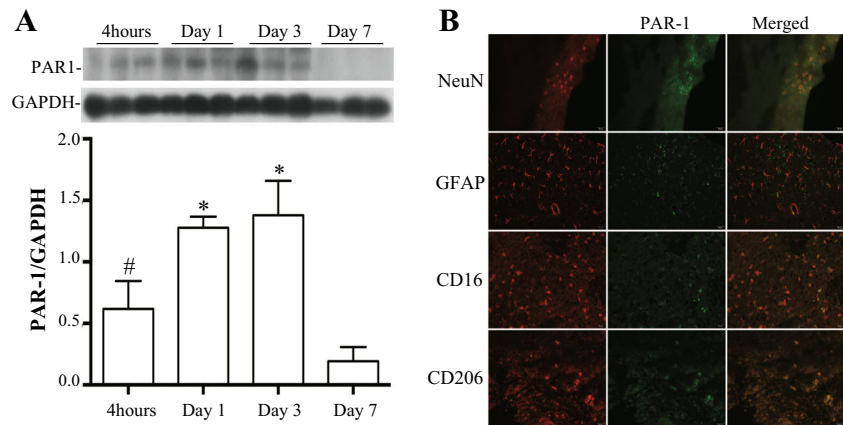 A
4hours Day 1 Day 3 Day 7
PAR1-
GAPDH-
2.0
1.5
1.0
0.5
0.0
PAR-1/GAPDH
#
*
*
4hours Day 1 Day 3 Day 7
B
PAR-1 Merged
NeuN
GFAP
CD16
CD206